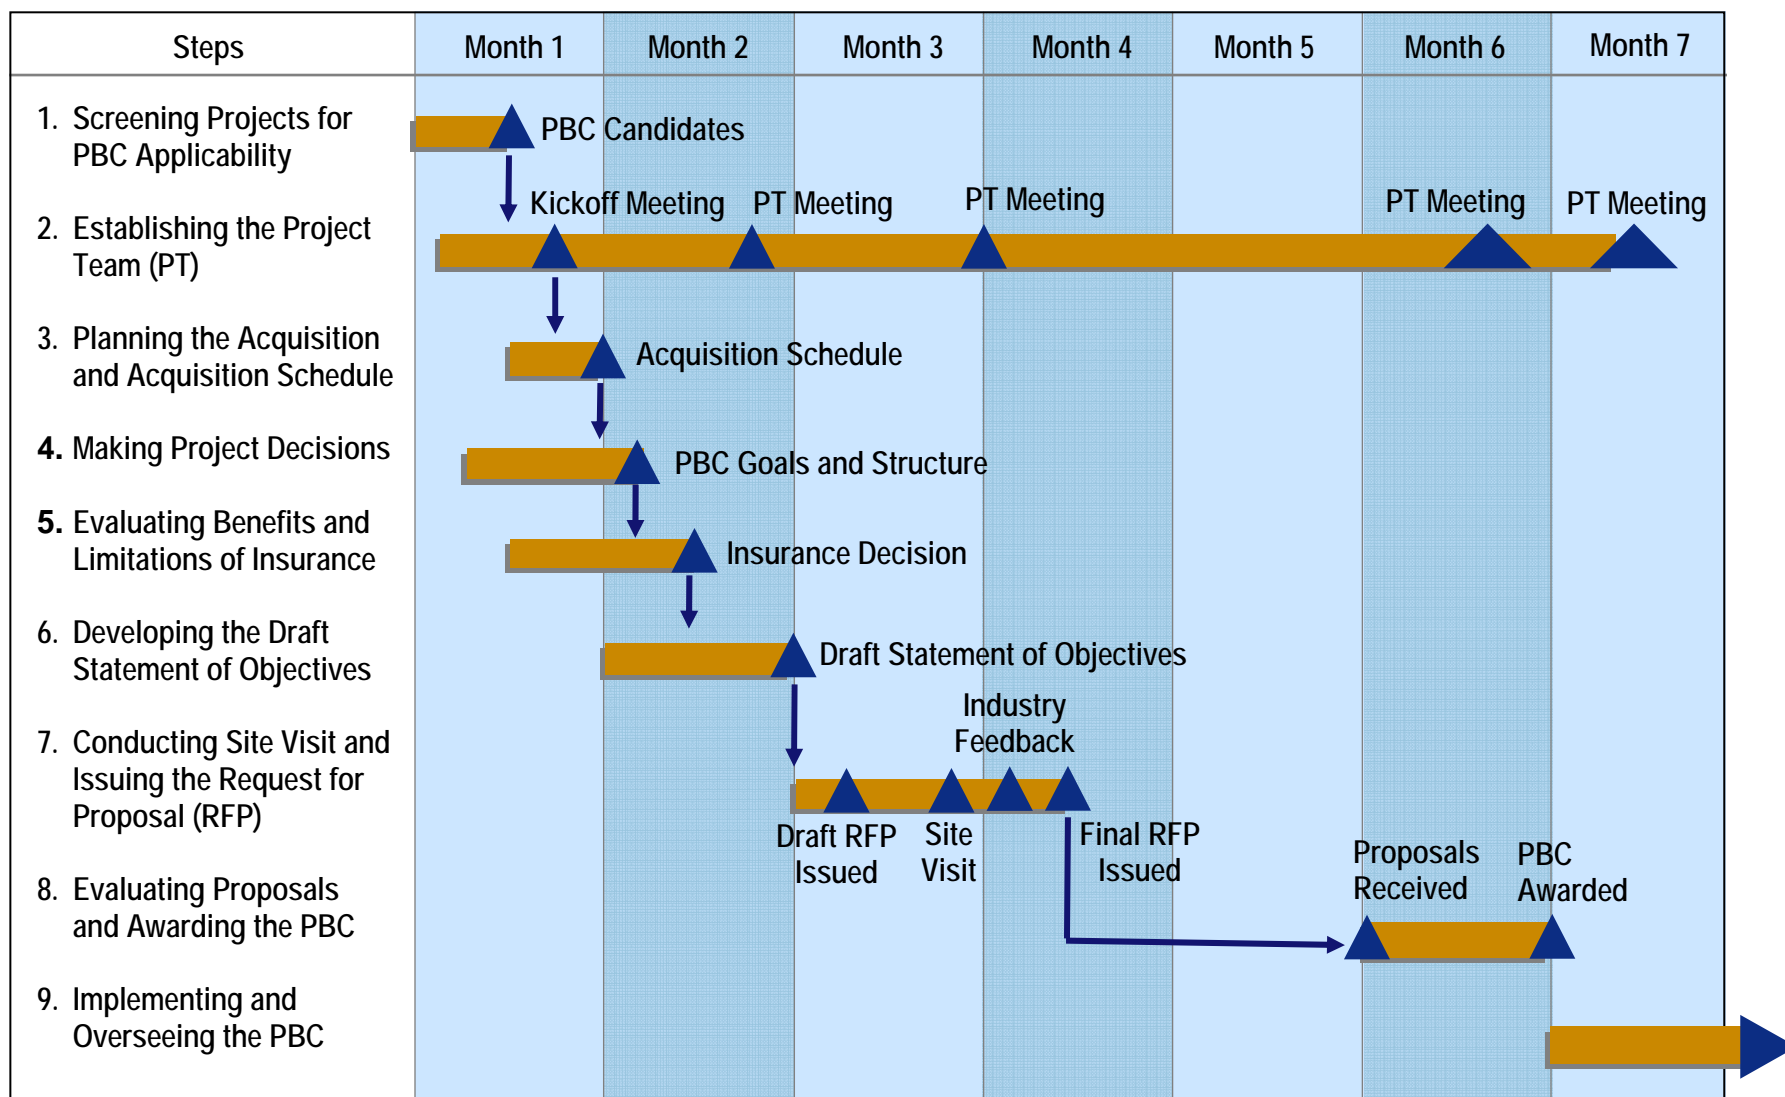 Steps
Month 1
Month 2
Month 3
Month 4
Month 5
Month 6
Month 7
1. Screening Projects for
PBC Applicability
PBC Candidates
2. Establishing the Project
Team (PT)
Kickoff Meeting
PT Meeting
PT Meeting
PT Meeting
PT Meeting
3. Planning the Acquisition
and Acquisition Schedule
Acquisition Schedule
4. Making Project Decisions
PBC Goals and Structure
5. Evaluating Benefits and
Limitations of Insurance
Insurance Decision
6. Developing the Draft
Statement of Objectives
Draft Statement of Objectives
7. Conducting Site Visit and
Issuing the Request for
Proposal (RFP)
Industry
Feedback
Draft RFP
Issued
Site
Visit
Final RFP
Issued
8. Evaluating Proposals
and Awarding the PBC
Proposals
Received
PBC
Awarded
9. Implementing and
Overseeing the PBC